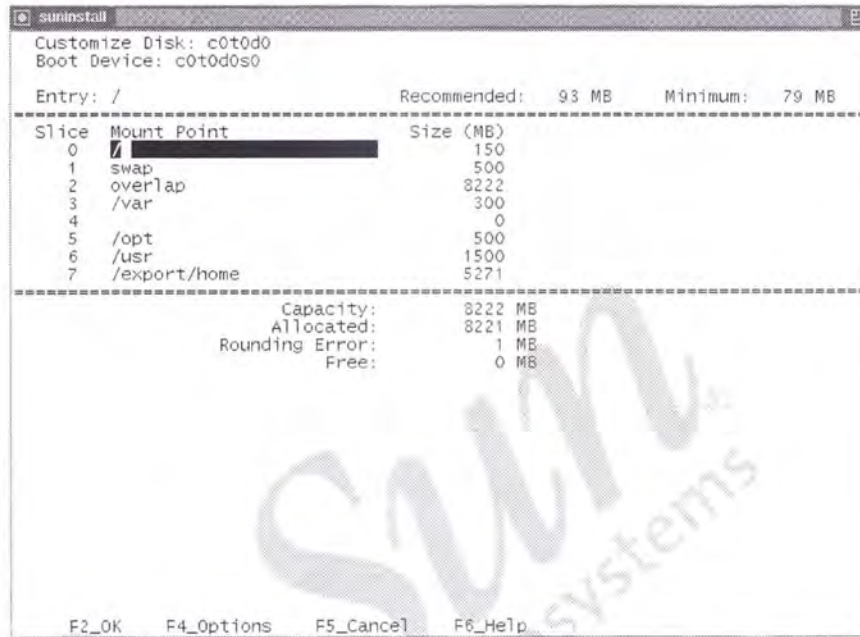 suninstall
Customize Disk: c0t0d0
Boot Device: c0t0d0s0
Entry: / Recommended: 93 MB Minimum: 79 MB
Slice Mount Point Size (MB)
0 / 150
1 swap 500
2 overlap 8222
3 /var 300
4 0
5 /opt 500
6 /usr 1500
7 /export/home 5271
Capacity: 8222 MB
Allocated: 8221 MB
Rounding Error: 1 MB
Free: 0 MB
Sun
systems
F2_OK F4_Options F5_Cancel F6_Help